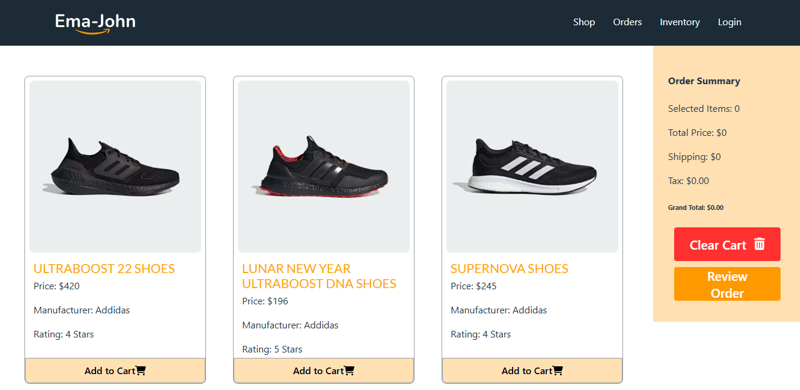 Ema-John
Shop Orders Inventory Login
ULTRABOOST 22 SHOES
Price: $420
Manufacturer: Addidas
Rating: 4 Stars
Add to Cart
LUNAR NEW YEAR
ULTRABOOST DNA SHOES
Price: $196
Manufacturer: Addidas
Rating: 5 Stars
Add to Cart
SUPERNOVA SHOES
Price: $245
Manufacturer: Addidas
Rating: 4 Stars
Add to Cart
Order Summary
Selected Items: 0
Total Price: $0
Shipping: $0
Tax: $0.00
Grand Total: $0.00
Clear Cart
Review
Order